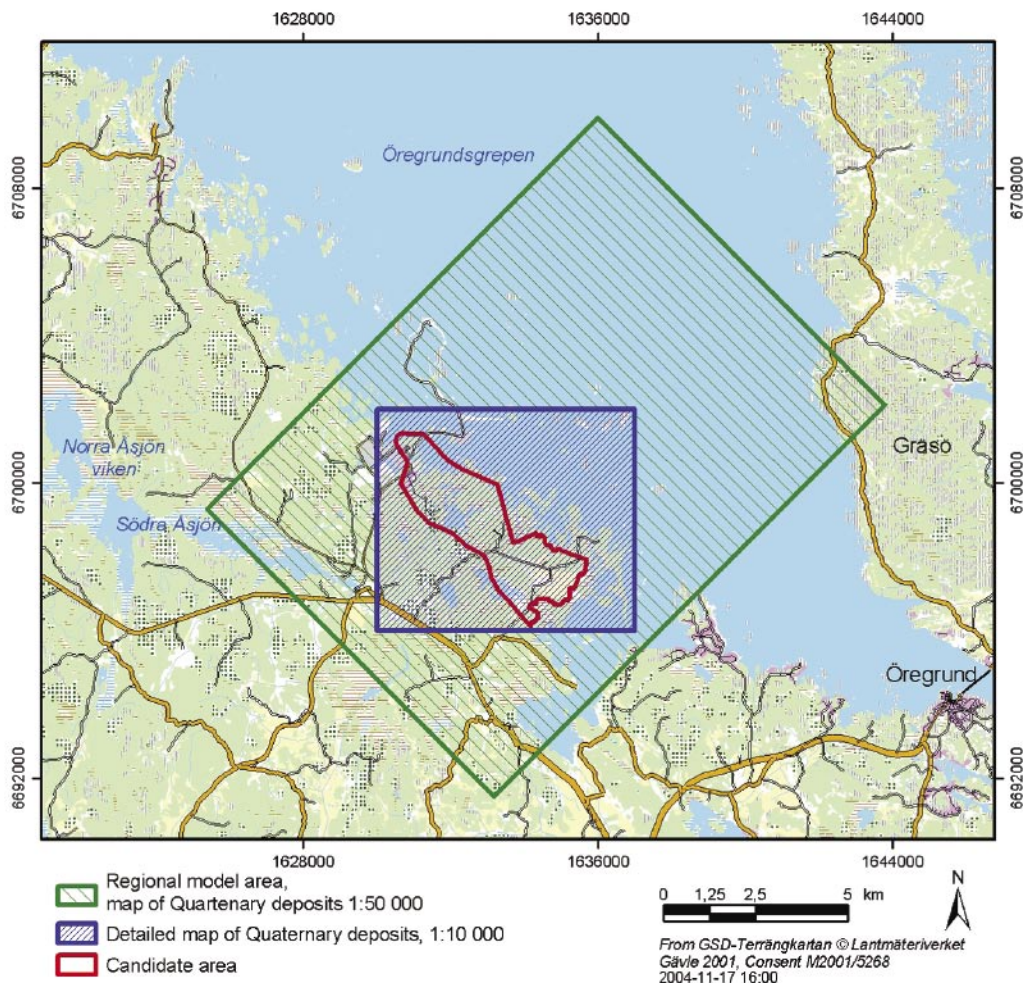 1628000 1636000 1644000
Öregrundsgrepen
6708000 6708000
Norra Åsjön
viken
6700000 6700000
Gräsö
Södra Åsjön
Öregrund
6692000 6692000
1628000 1636000 1644000
Regional model area,
map of Quartenary deposits 1:50 000
Detailed map of Quaternary deposits, 1:10 000
Candidate area
0 1,25 2,5 5 km
N
From GSD-Terrängkartan © Lantmäteriverket
Gävle 2001, Consent M2001/5268
2004-11-17 16:00